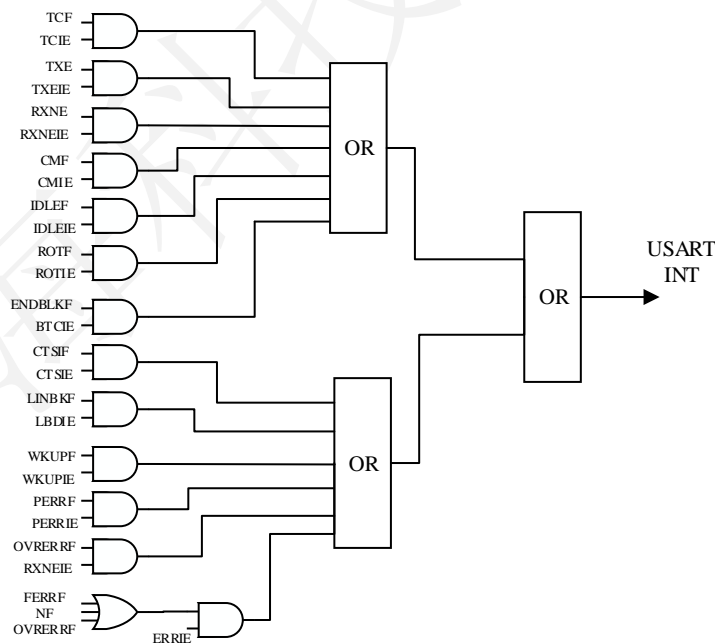 TCF
TCIE
TXE
TXEIE
RXNE
RXNEIE
CMF
CMIE
IDLEF
IDLEIE
ROTF
ROTIE
ENDBLKF
BTCIE
OR
CTSIF
CTSIE
LINBKF
LBDIE
WKUPF
WKUPIE
PERRF
PERRIE
OVRERRF
RXNEIE
FERRF
NF
OVRERRF
ERRIE
OR
OR
USART
INT